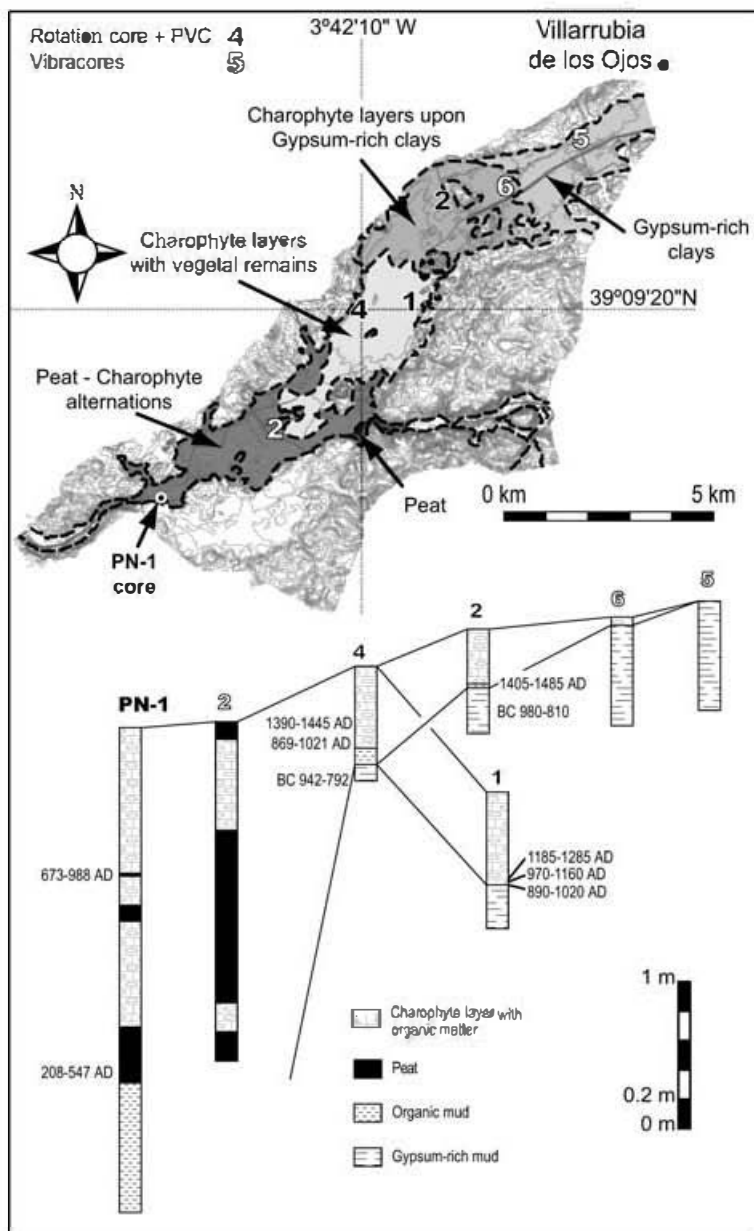 Rotation core + PVC 4
Vibracores 5
3º42'10" W
Villarrubia
de los Ojos
Charophyte layers upon
Gypsum-rich clays
5
6
2
N
Gypsum-rich
clays
Charophyte layers
with vegetal remains
4
1
39º09'20"N
Peat - Charophyte
alternations
2
Peat
0 km
5 km
PN-1
core
5
6
2
4
PN-1
2
1405-1485 AD
BC 980-810
1390-1445 AD
869-1021 AD
BC 942-792
1
1185-1285 AD
970-1160 AD
890-1020 AD
673-988 AD
208-547 AD
1 m
0.2 m
0 m
Charophyte layer with
organic matter
Peat
Organic mud
Gypsum-rich mud